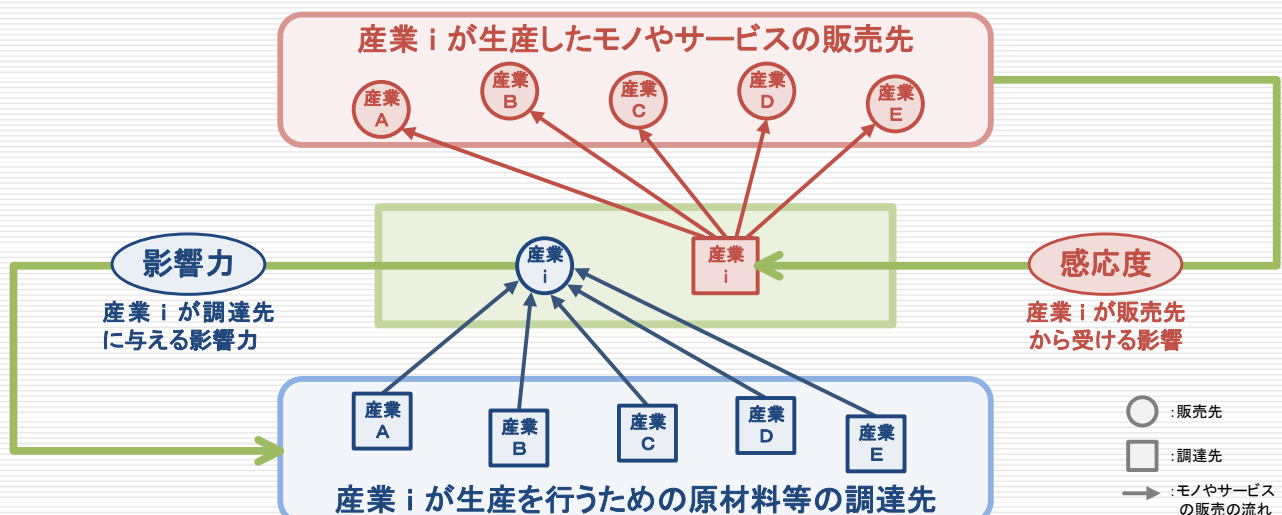 産業ｉが生産したモノやサービスの販売先
産業
A
産業
B
産業
C
産業
D
産業
E
影響力
産業ｉが調達先
に与える影響力
産業
i
産業
i
感応度
産業ｉが販売先
から受ける影響
産業
A
産業
B
産業
C
産業
D
産業
E
産業ｉが生産を行うための原材料等の調達先
:販売先
:調達先
:モノやサービス
の販売の流れ